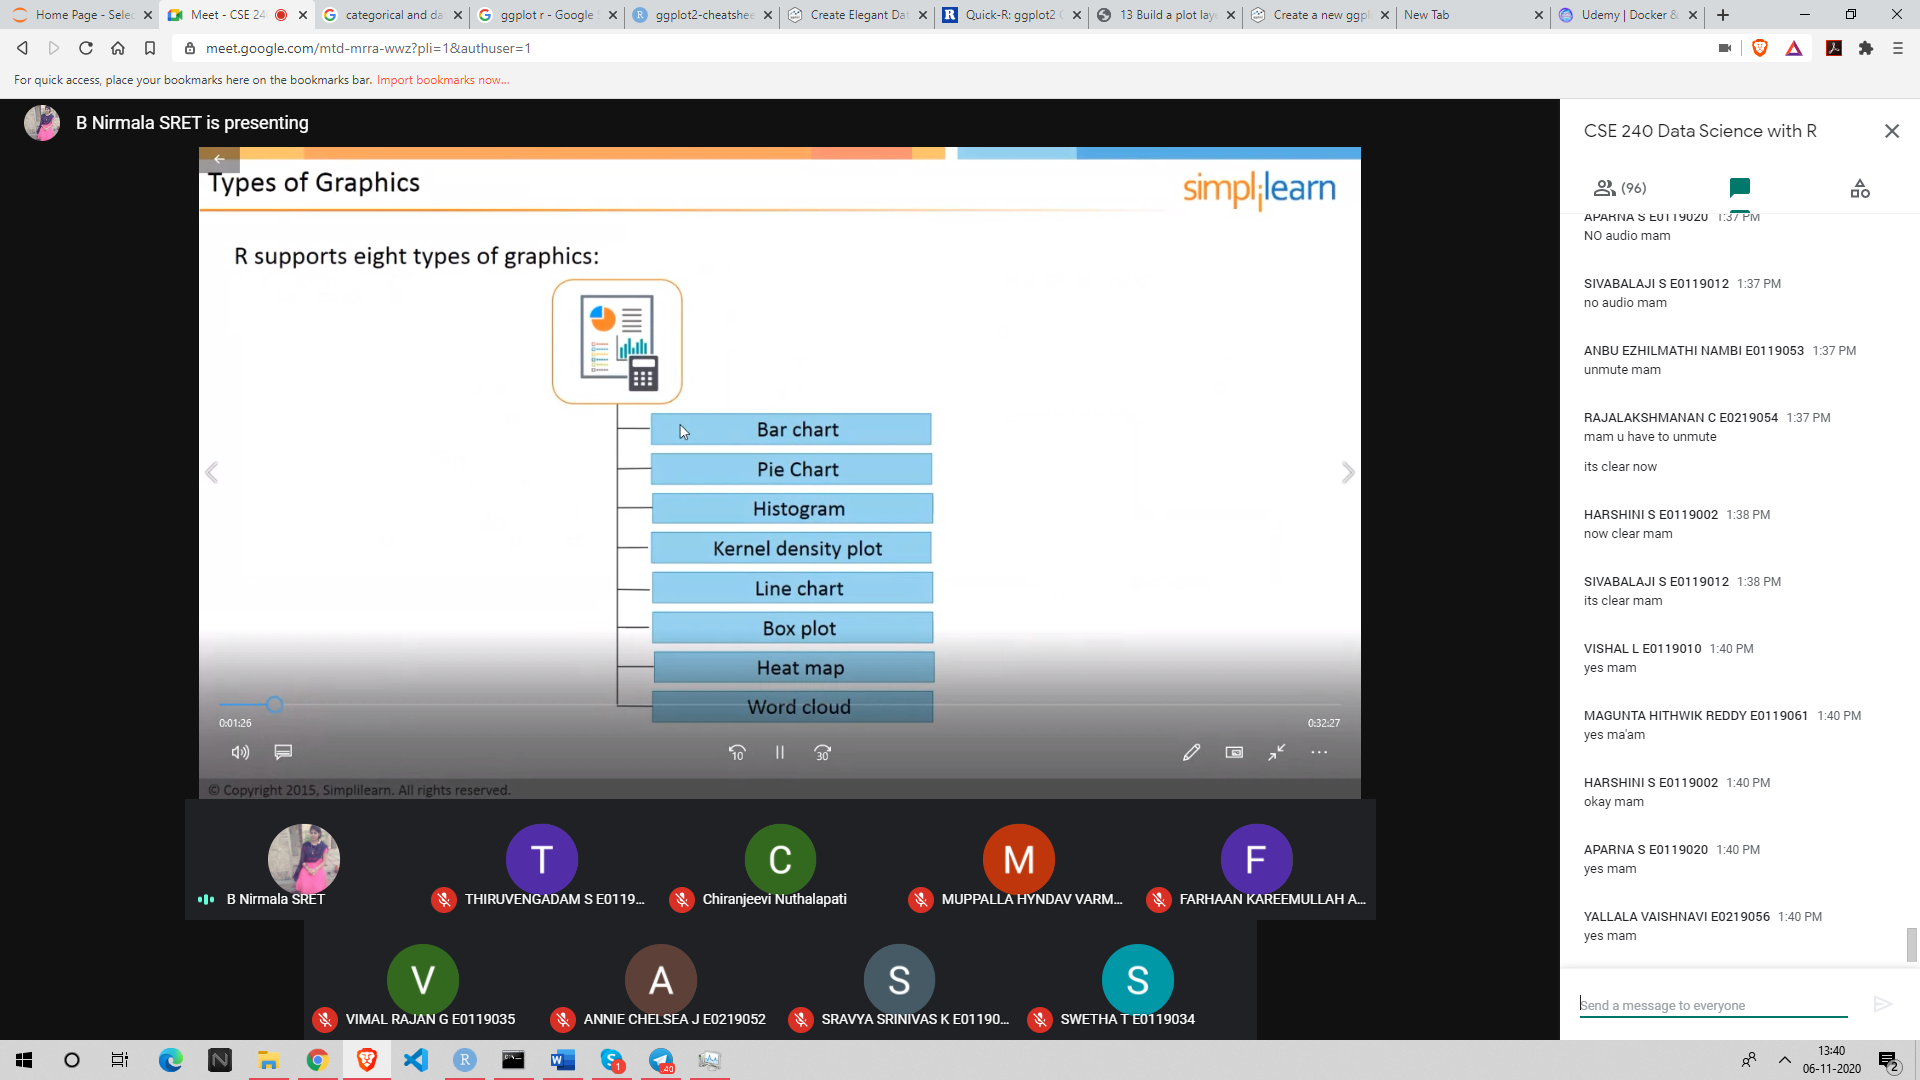 Home Page - Selec
Meet - CSE 24
categorical and da
ggplot r - Google S
ggplot2-cheatshee
Create Elegant Dat
Quick-R: ggplot2 G
13 Build a plot laye
Create a new ggpl
New Tab
Udemy | Docker &
meet.google.com/mtd-mrra-wwz?pli=1&authuser=1
For quick access, place your bookmarks here on the bookmarks bar. Import bookmarks now...
B Nirmala SRET is presenting
Types of Graphics
simplilearn
R supports eight types of graphics:
Bar chart
Pie Chart
Histogram
Kernel density plot
Line chart
Box plot
Heat map
Word cloud
0:01:26
0:32:27
10
30
© Copyright 2015, Simplilearn. All rights reserved.
B Nirmala SRET
T
THIRUVENGADAM S E0119...
C
Chiranjeevi Nuthalapati
M
MUPPALLA HYNDAV VARM...
F
FARHAAN KAREEMULLAH A...
V
VIMAL RAJAN G E0119035
A
ANNIE CHELSEA J E0219052
S
SRAVYA SRINIVAS K E01190...
S
SWETHA T E0119034
CSE 240 Data Science with R
(96)
APARNA S E0119020 1:37 PM
NO audio mam
SIVABALAJI S E0119012 1:37 PM
no audio mam
ANBU EZHILMATHI NAMBI E0119053 1:37 PM
unmute mam
RAJALAKSHMANAN C E0219054 1:37 PM
mam u have to unmute
its clear now
HARSHINI S E0119002 1:38 PM
now clear mam
SIVABALAJI S E0119012 1:38 PM
its clear mam
VISHAL L E0119010 1:40 PM
yes mam
MAGUNTA HITHWIK REDDY E0119061 1:40 PM
yes ma'am
HARSHINI S E0119002 1:40 PM
okay mam
APARNA S E0119020 1:40 PM
yes mam
YALLALA VAISHNAVI E0219056 1:40 PM
yes mam
Send a message to everyone
13:40
06-11-2020